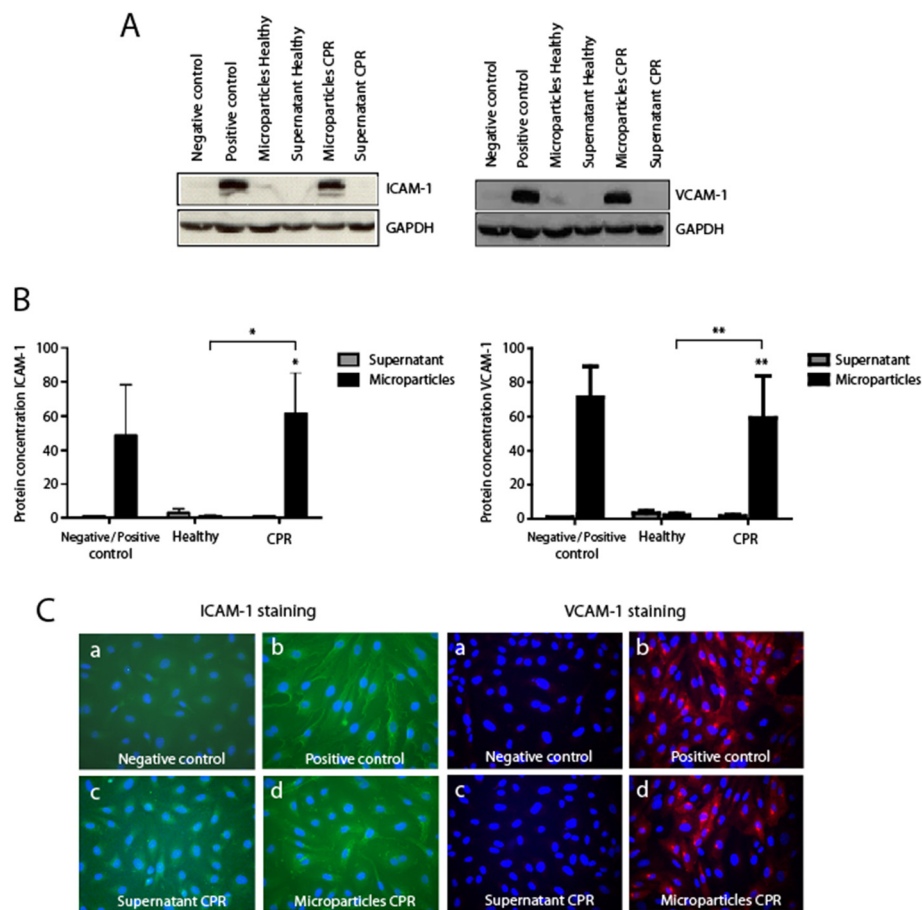 A
Negative control
Positive control
Microparticles Healthy
Supernatant Healthy
Microparticles CPR
Supernatant CPR
ICAM-1
GAPDH
Negative control
Positive control
Microparticles Healthy
Supernatant Healthy
Microparticles CPR
Supernatant CPR
VCAM-1
GAPDH
B
Protein concentration ICAM-1
100
80
60
40
20
0
*
*
Supernatant
Microparticles
Negative/Positive
control
Healthy
CPR
Protein concentration VCAM-1
100
80
60
40
20
0
**
**
Supernatant
Microparticles
Negative/Positive
control
Healthy
CPR
C
ICAM-1 staining
VCAM-1 staining
a
Negative control
b
Positive control
a
Negative control
b
Positive control
c
Supernatant CPR
d
Microparticles CPR
c
Supernatant CPR
d
Microparticles CPR